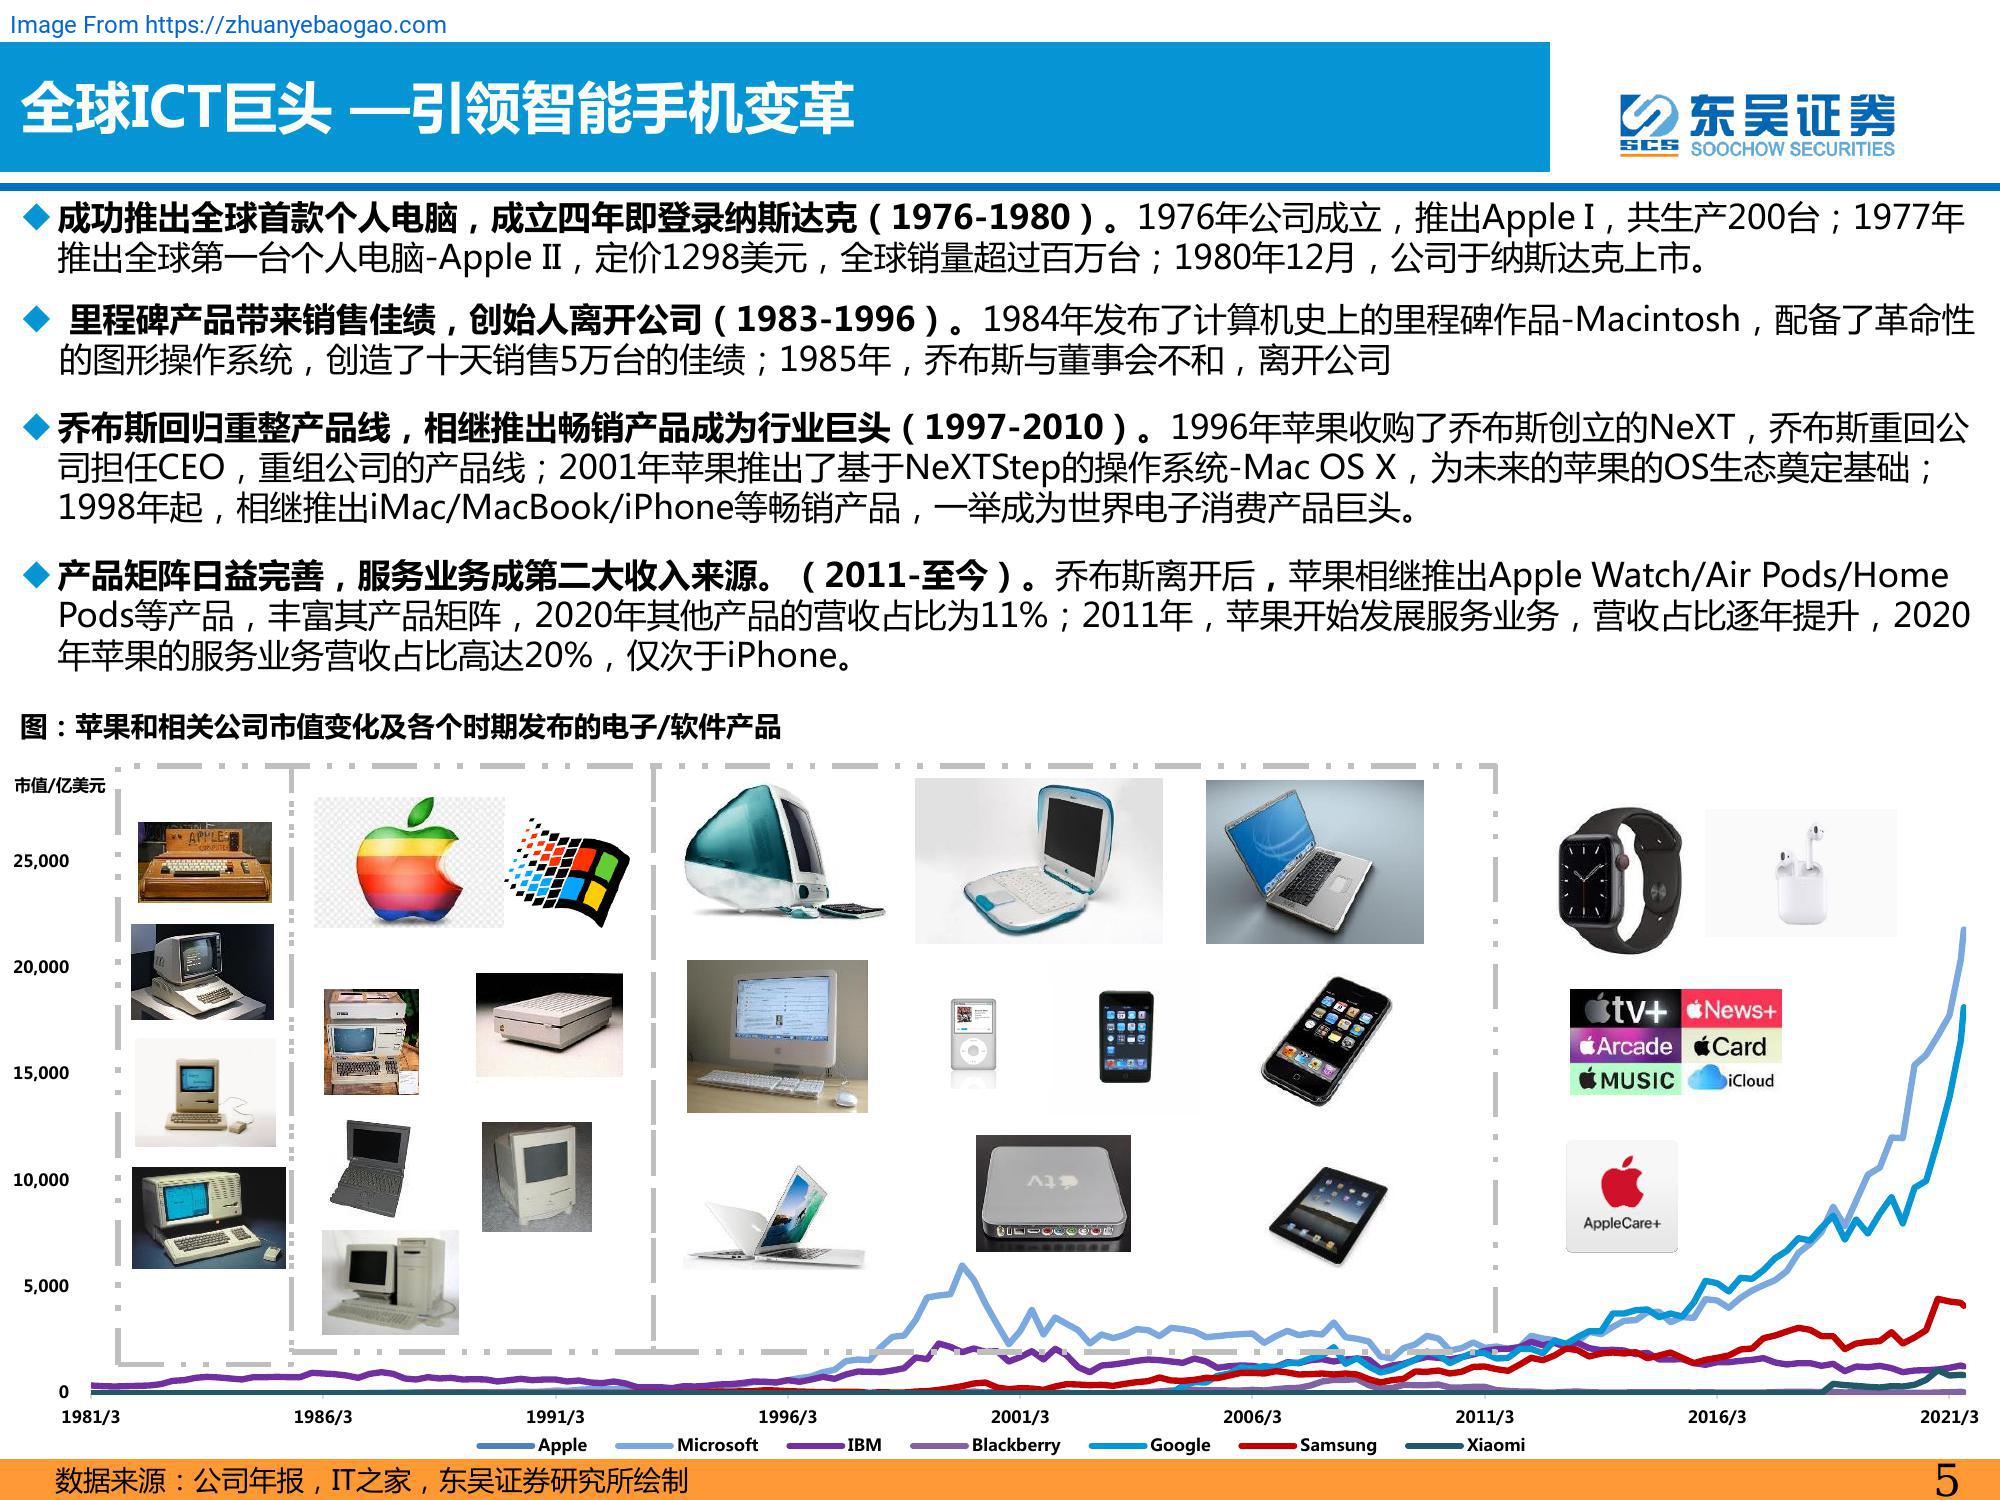 Image From https://zhuanyebaogao.com
全球ICT巨头 —引领智能手机变革
东吴证券
SCS
SOOCHOW SECURITIES
成功推出全球首款个人电脑，成立四年即登录纳斯达克（1976-1980）。1976年公司成立，推出Apple I，共生产200台；1977年
推出全球第一台个人电脑-Apple II，定价1298美元，全球销量超过百万台；1980年12月，公司于纳斯达克上市。
里程碑产品带来销售佳绩，创始人离开公司（1983-1996）。1984年发布了计算机史上的里程碑作品-Macintosh，配备了革命性
的图形操作系统，创造了十天销售5万台的佳绩；1985年，乔布斯与董事会不和，离开公司
乔布斯回归重整产品线，相继推出畅销产品成为行业巨头（1997-2010）。1996年苹果收购了乔布斯创立的NeXT，乔布斯重回公
司担任CEO，重组公司的产品线；2001年苹果推出了基于NeXTStep的操作系统-Mac OS X，为未来的苹果的OS生态奠定基础；
1998年起，相继推出iMac/MacBook/iPhone等畅销产品，一举成为世界电子消费产品巨头。
产品矩阵日益完善，服务业务成第二大收入来源。（2011-至今）。乔布斯离开后，苹果相继推出Apple Watch/Air Pods/Home
Pods等产品，丰富其产品矩阵，2020年其他产品的营收占比为11%；2011年，苹果开始发展服务业务，营收占比逐年提升，2020
年苹果的服务业务营收占比高达20%，仅次于iPhone。
图：苹果和相关公司市值变化及各个时期发布的电子/软件产品
市值/亿美元
25,000
20,000
15,000
10,000
5,000
0
APPLE
COMPUTER
tv
tv+
News+
Arcade
Card
MUSIC
iCloud
AppleCare+
1981/3 1986/3 1991/3 1996/3 2001/3 2006/3 2011/3 2016/3 2021/3
Apple Microsoft IBM Blackberry Google Samsung Xiaomi
数据来源：公司年报，IT之家，东吴证券研究所绘制
5